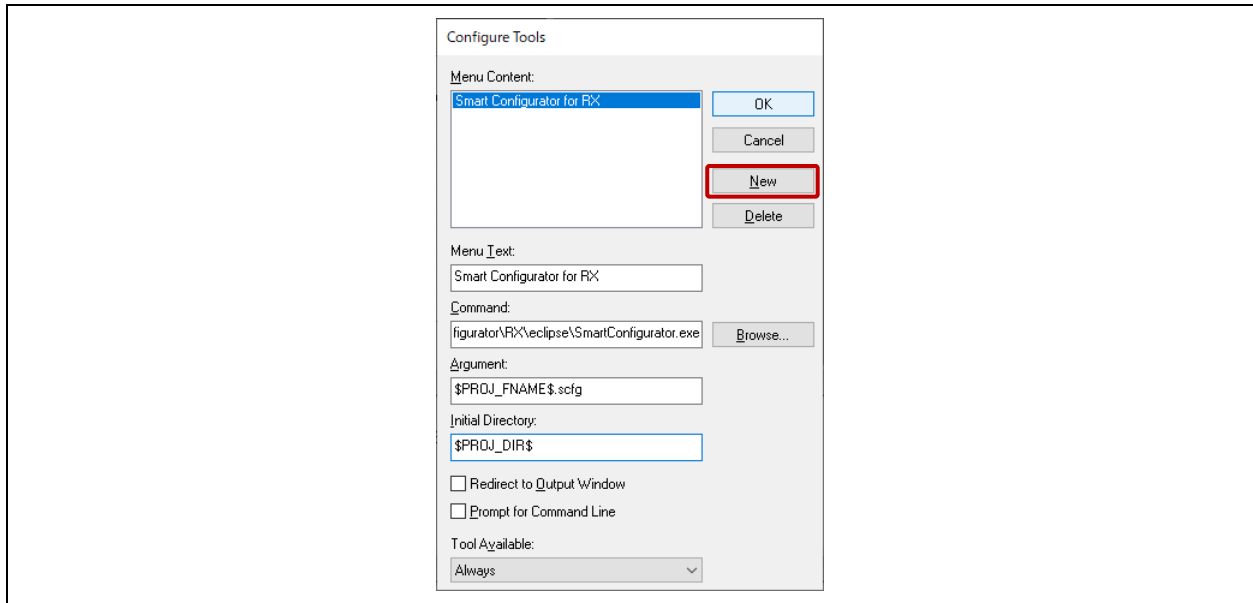 Configure Tools
Menu Content:
Smart Configurator for RX
OK
Cancel
New
Delete
Menu Text:
Smart Configurator for RX
Command:
figurator\RX\eclipse\SmartConfigurator.exe
Browse...
Argument:
$PROJ_FNAME$.scfg
Initial Directory:
$PROJ_DIR$
Redirect to Output Window
Prompt for Command Line
Tool Available:
Always